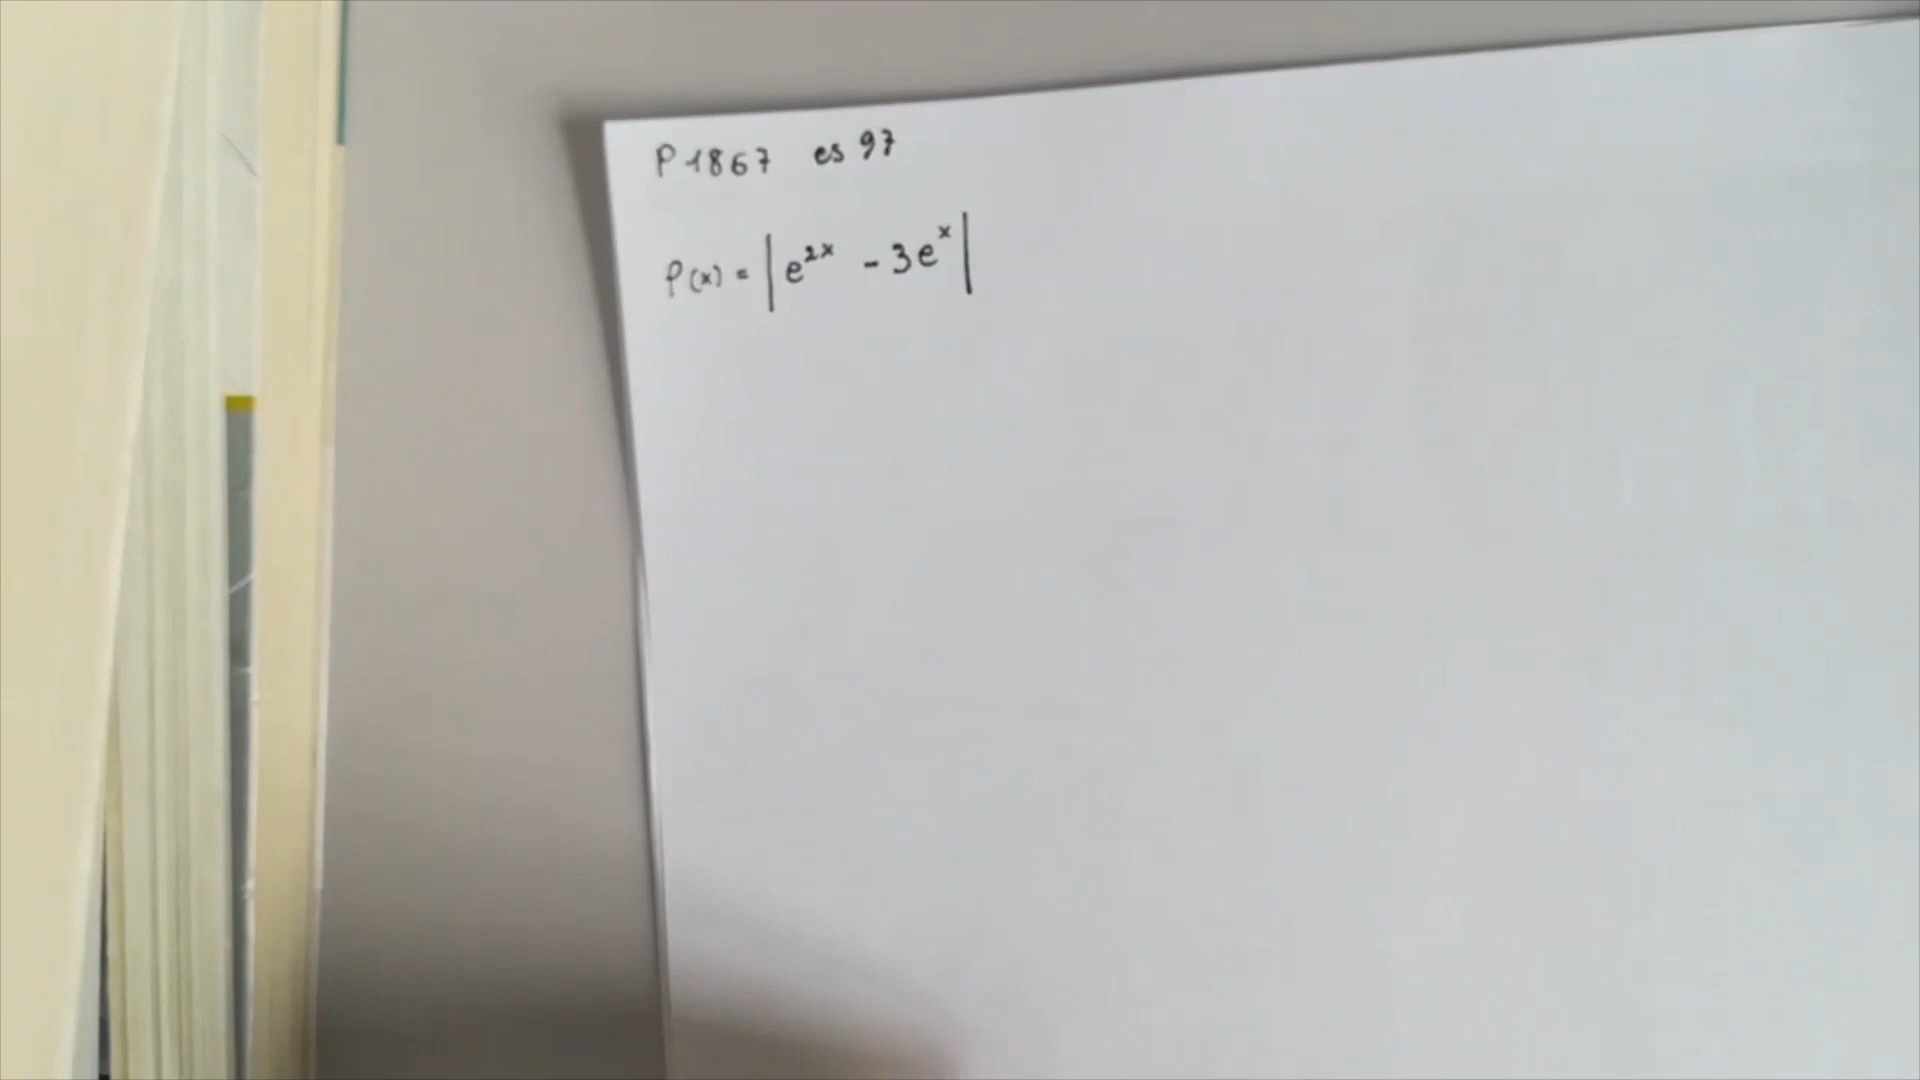 P 1867 es 97
f(x) = | e^{2x} - 3e^{x} |